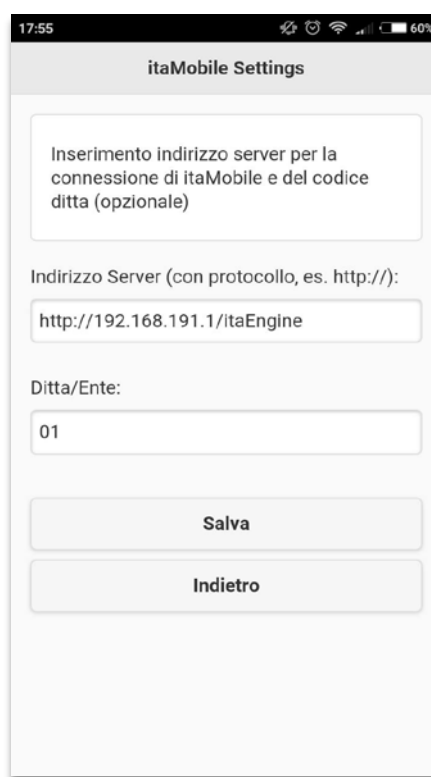 17:55
60%
itaMobile Settings
Inserimento indirizzo server per la
connessione di itaMobile e del codice
ditta (opzionale)
Indirizzo Server (con protocollo, es. http://):
http://192.168.191.1/itaEngine
Ditta/Ente:
01
Salva
Indietro